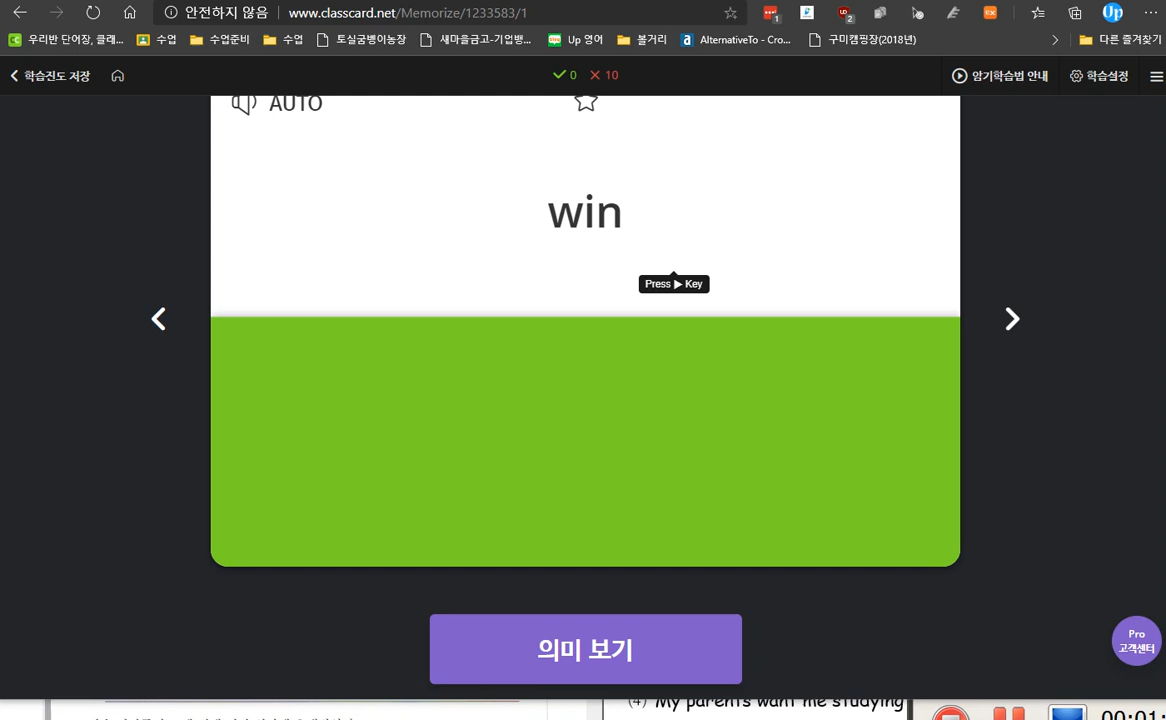 안전하지 않음 www.classcard.net/Memorize/1233583/1
우리반 단어장, 클래... 수업 수업준비 수업 토실궁뱅이농장 새마을금고-기업뱅... Up 영어 볼거리 AlternativeTo - Cro... 구미캠핑장(2018년) 다른 즐겨찾기
학습진도 저장 0 10 암기학습법 안내 학습설정
AUTO
win
Press ▶ Key
의미 보기
Pro
고객센터
(4) My parents want me studying
00:01: